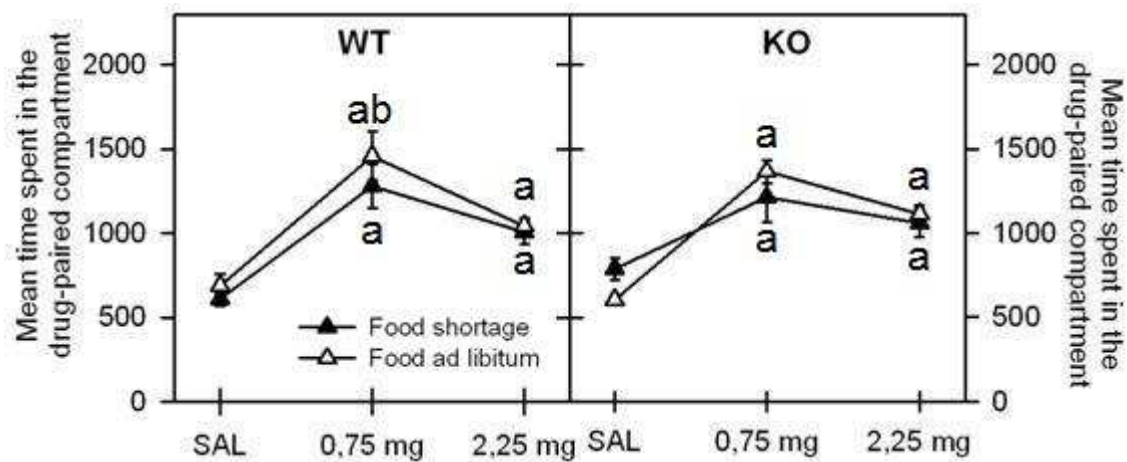 WT
KO
2000
1500
1000
500
0
Mean time spent in the
drug-paired compartment
ab
a
a
a
a
a
a
a
Food shortage
Food ad libitum
2000
1500
1000
500
0
Mean time spent in the
drug-paired compartment
SAL 0,75 mg 2,25 mg SAL 0,75 mg 2,25 mg